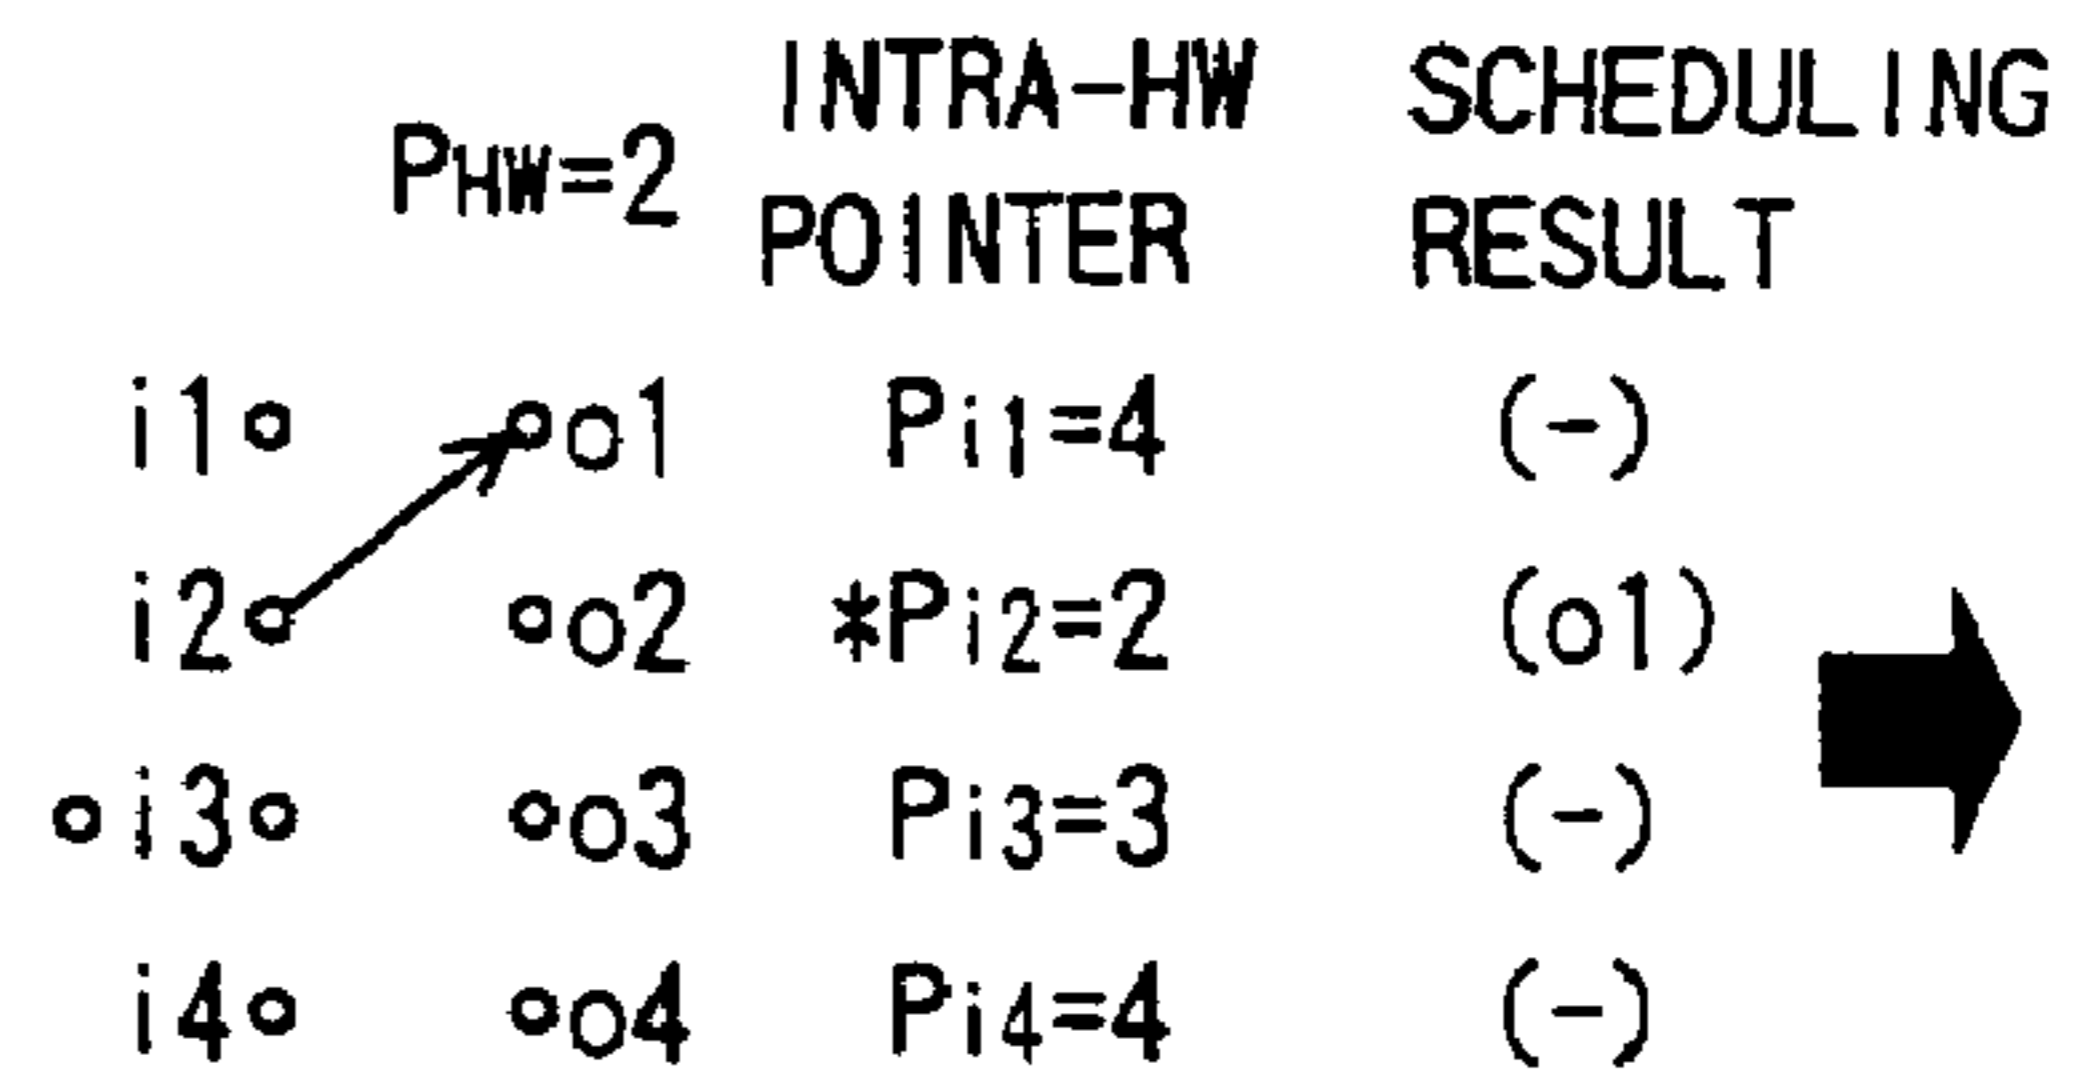 PHW=2 INTRA-HW POINTER SCHEDULING RESULT
i1 o1 Pi1=4 (-)
i2 o2 *Pi2=2 (o1)
i3 o3 Pi3=3 (-)
i4 o4 Pi4=4 (-)